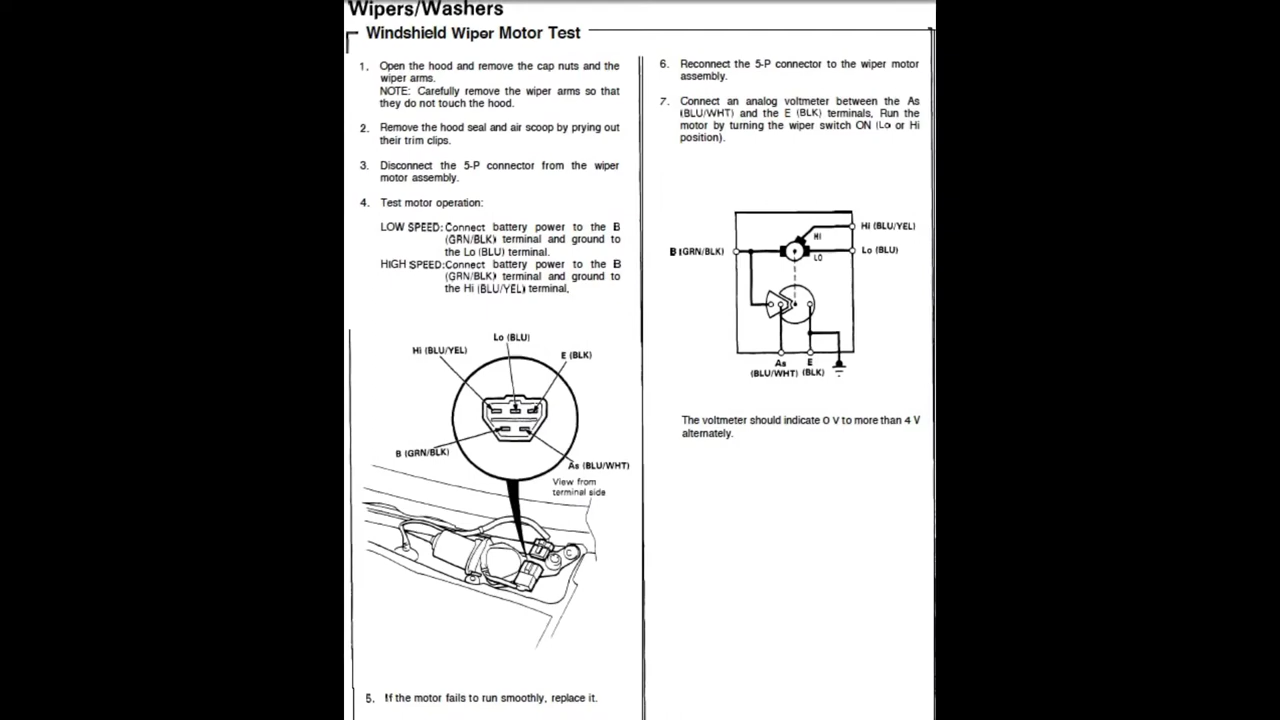 Wipers/Washers
Windshield Wiper Motor Test
1. Open the hood and remove the cap nuts and the
wiper arms.
NOTE: Carefully remove the wiper arms so that
they do not touch the hood.
2. Remove the hood seal and air scoop by prying out
their trim clips.
3. Disconnect the 5-P connector from the wiper
motor assembly.
4. Test motor operation:
LOW SPEED: Connect battery power to the B
(GRN/BLK) terminal and ground to
the Lo (BLU) terminal.
HIGH SPEED: Connect battery power to the B
(GRN/BLK) terminal and ground to
the Hi (BLU/YEL) terminal.
Lo (BLU)
Hi (BLU/YEL)
E (BLK)
B (GRN/BLK)
As (BLU/WHT)
View from
terminal side
5. If the motor fails to run smoothly, replace it.
6. Reconnect the 5-P connector to the wiper motor
assembly.
7. Connect an analog voltmeter between the As
(BLU/WHT) and the E (BLK) terminals. Run the
motor by turning the wiper switch ON (Lo or Hi
position).
Hi (BLU/YEL)
HI
B (GRN/BLK)
Lo (BLU)
LO
As E
(BLU/WHT) (BLK)
The voltmeter should indicate 0 V to more than 4 V
alternately.